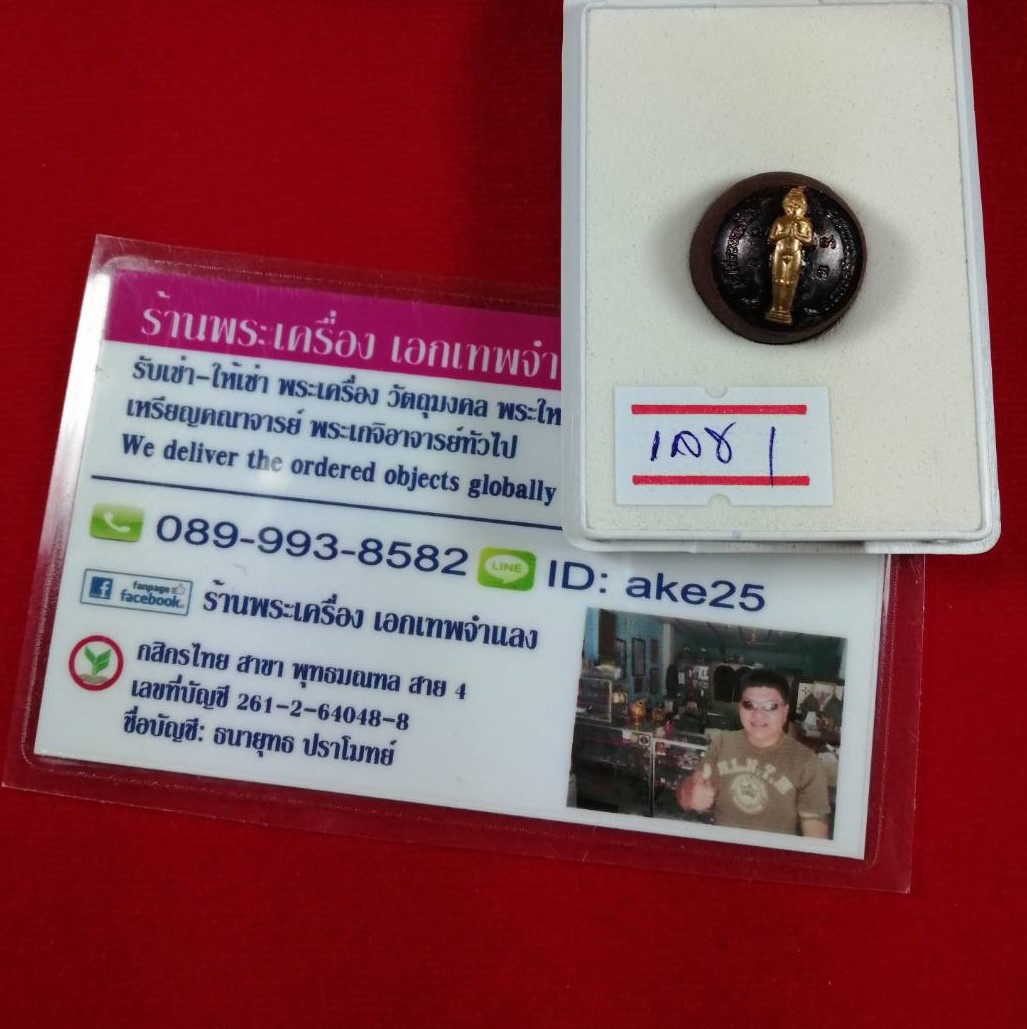 ร้านพระเครื่อง เอกเทพจำ
รับเช่า-ให้เช่า พระเครื่อง วัตถุมงคล พระให
เหรียญคณาจารย์ พระเกจิอาจารย์ทั่วไป
We deliver the ordered objects globally
089-993-8582 LINE ID: ake25
fanpage
facebook.
ร้านพระเครื่อง เอกเทพจำแลง
กสิกรไทย สาขา พุทธมณฑล สาย 4
เลขที่บัญชี 261-2-64048-8
ชื่อบัญชี: ธนายุทธ ปราโมทย์
เลข 1